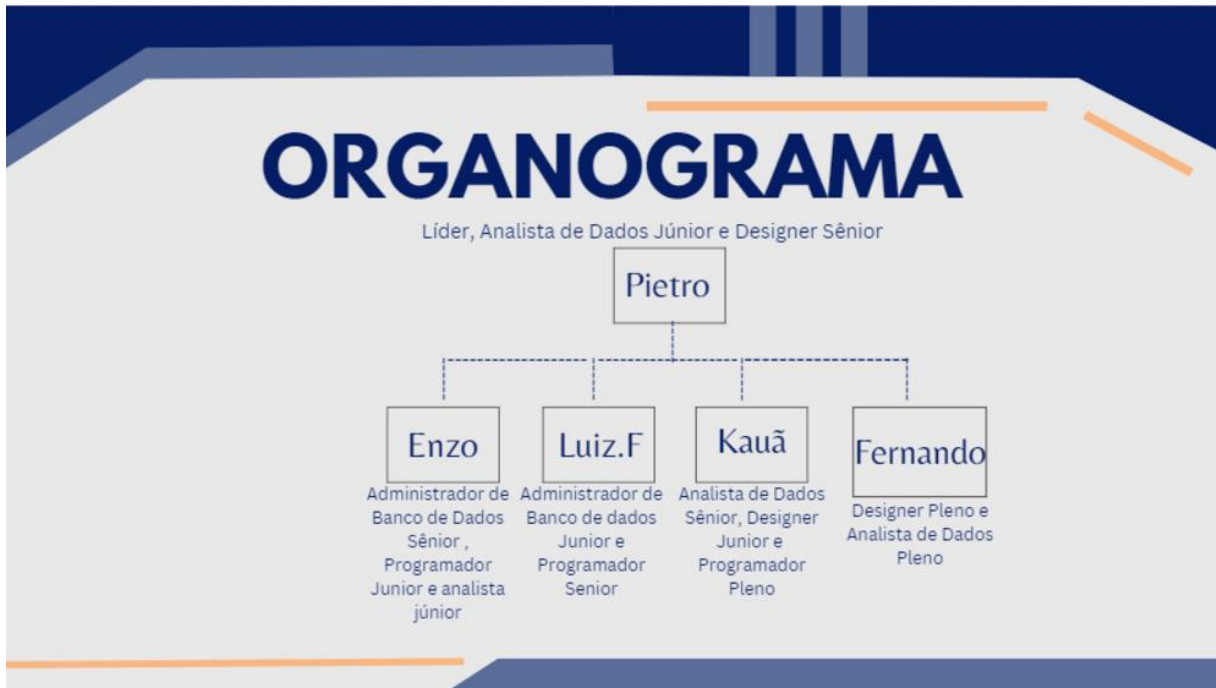 ORGANOGRAMA
Líder, Analista de Dados Júnior e Designer Sênior
Pietro
Enzo
Administrador de
Banco de Dados
Sênior ,
Programador
Junior e analista
júnior
Luiz.F
Administrador de
Banco de dados
Junior e
Programador
Senior
Kauã
Analista de Dados
Sênior, Designer
Junior e
Programador
Pleno
Fernando
Designer Pleno e
Analista de Dados
Pleno